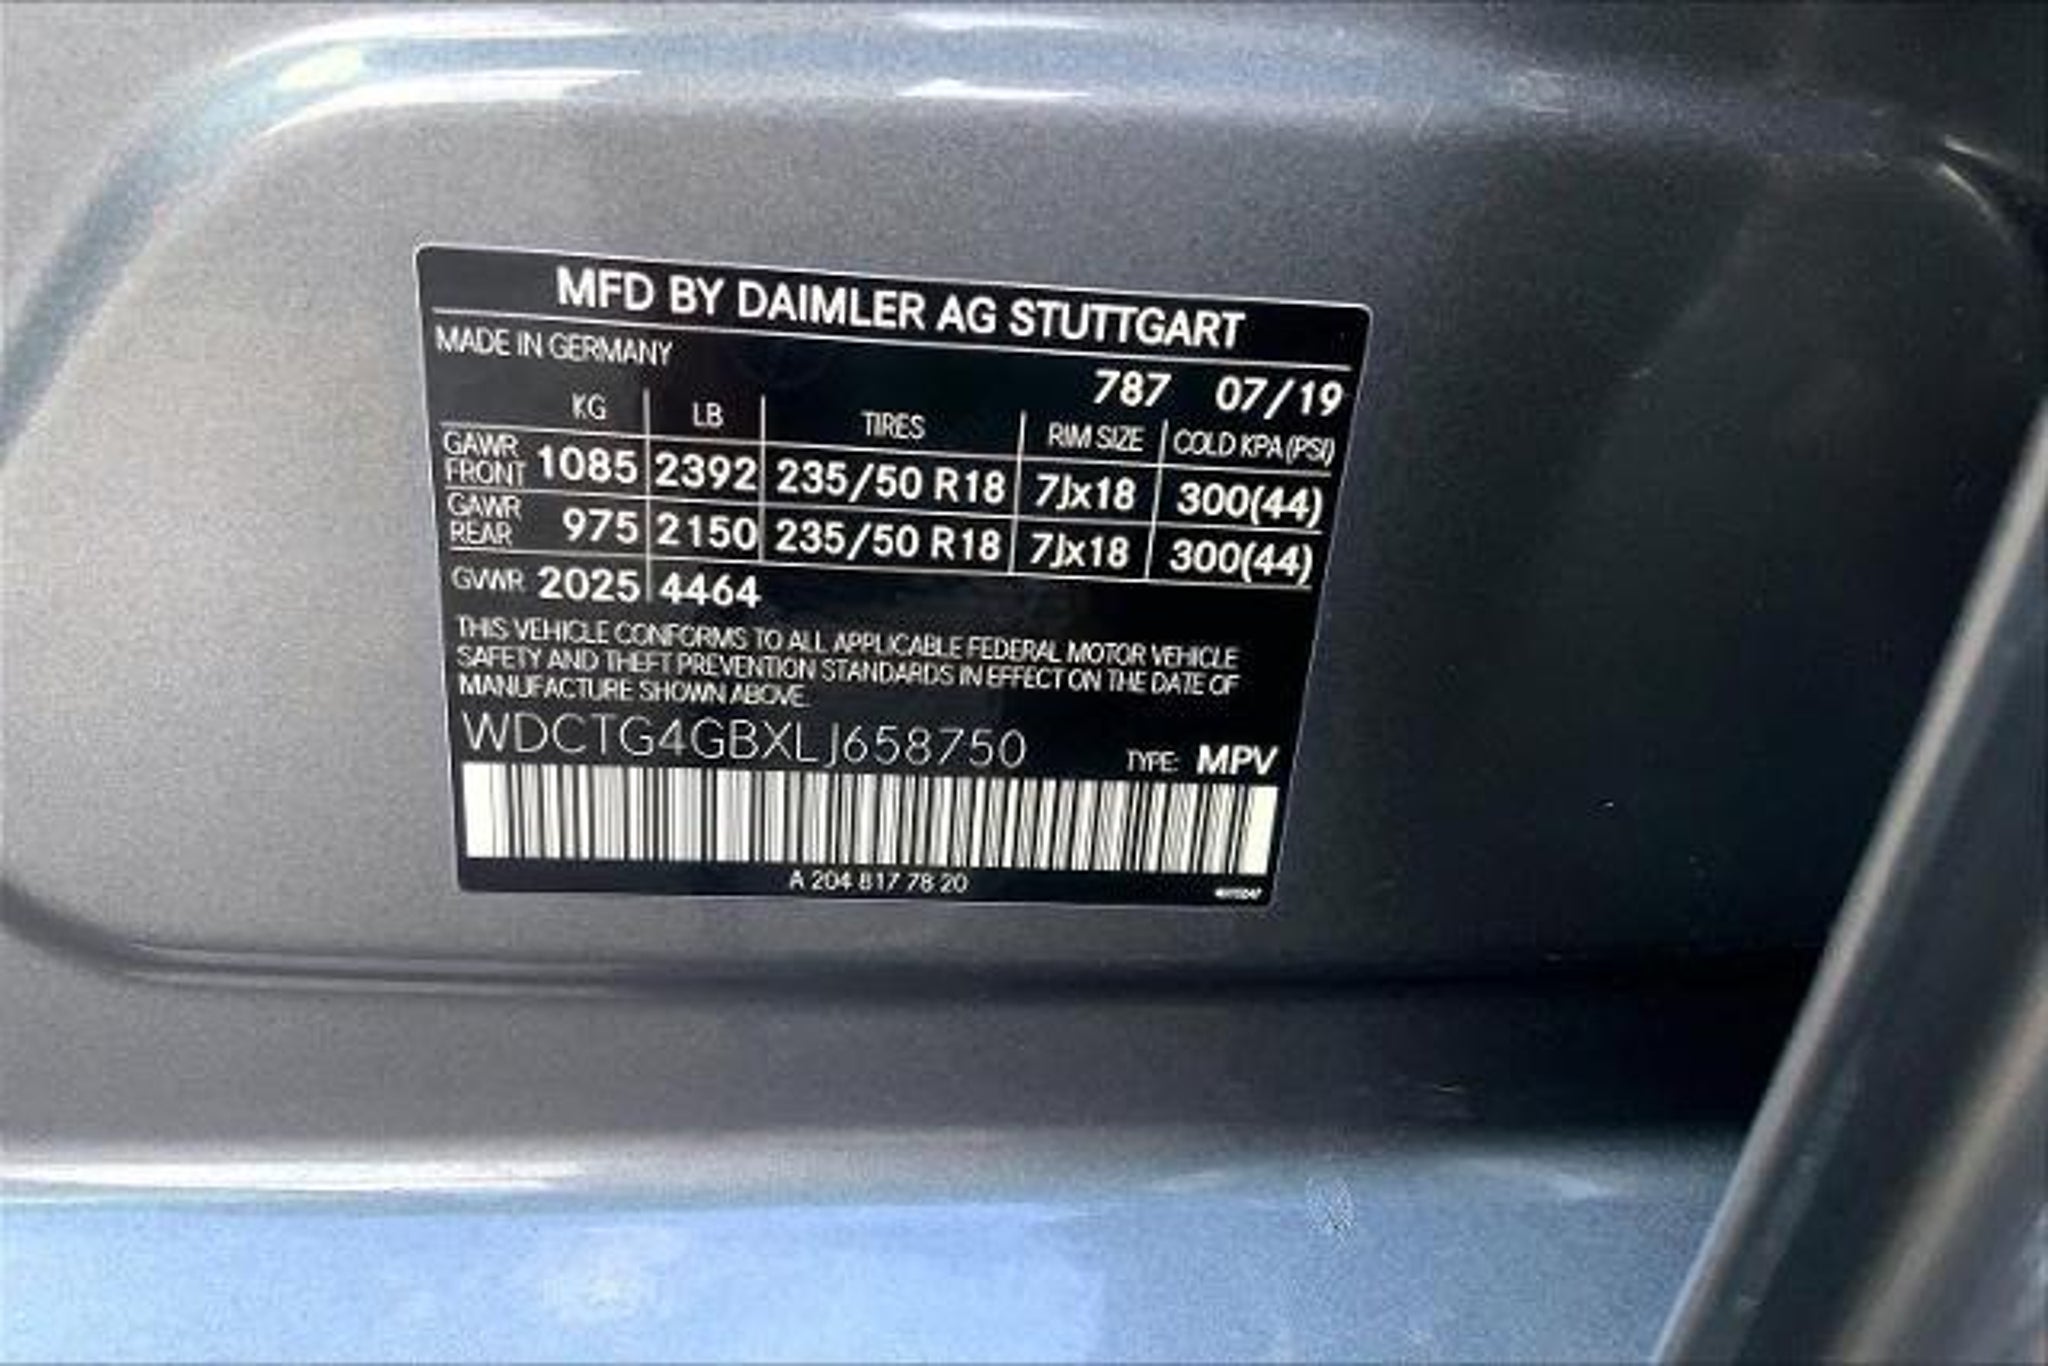 MFD BY DAIMLER AG STUTTGART
MADE IN GERMANY
787 07/19
KG LB TIRES RIM SIZE COLD KPA (PSI)
GAWR FRONT 1085 2392 235/50 R18 7Jx18 300(44)
GAWR REAR 975 2150 235/50 R18 7Jx18 300(44)
GVWR 2025 4464
THIS VEHICLE CONFORMS TO ALL APPLICABLE FEDERAL MOTOR VEHICLE
SAFETY AND THEFT PREVENTION STANDARDS IN EFFECT ON THE DATE OF
MANUFACTURE SHOWN ABOVE.
WDCTG4GBXLJ658750 TYPE: MPV
A 204 817 78 20